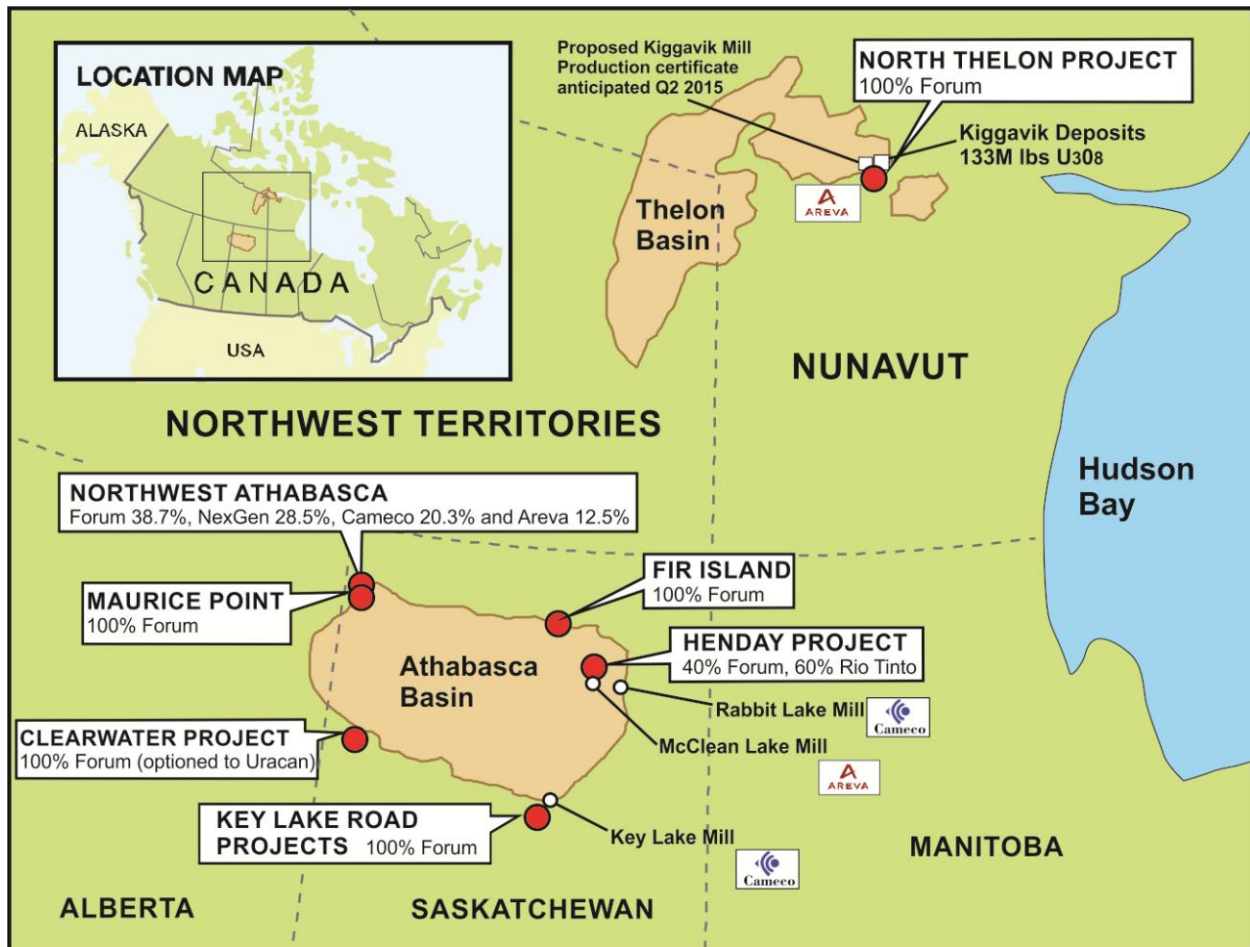 LOCATION MAP
ALASKA
CANADA
USA
Proposed Kiggavik Mill
Production certificate
anticipated Q2 2015
NORTH THELON PROJECT
100% Forum
Kiggavik Deposits
133M lbs U308
AREVA
Thelon
Basin
NUNAVUT
NORTHWEST TERRITORIES
Hudson
Bay
NORTHWEST ATHABASCA
Forum 38.7%, NexGen 28.5%, Cameco 20.3% and Areva 12.5%
MAURICE POINT
100% Forum
FIR ISLAND
100% Forum
HENDAY PROJECT
40% Forum, 60% Rio Tinto
Athabasca
Basin
Rabbit Lake Mill
Cameco
McClean Lake Mill
AREVA
CLEARWATER PROJECT
100% Forum (optioned to Uracan)
KEY LAKE ROAD
PROJECTS 100% Forum
Key Lake Mill
Cameco
MANITOBA
ALBERTA
SASKATCHEWAN